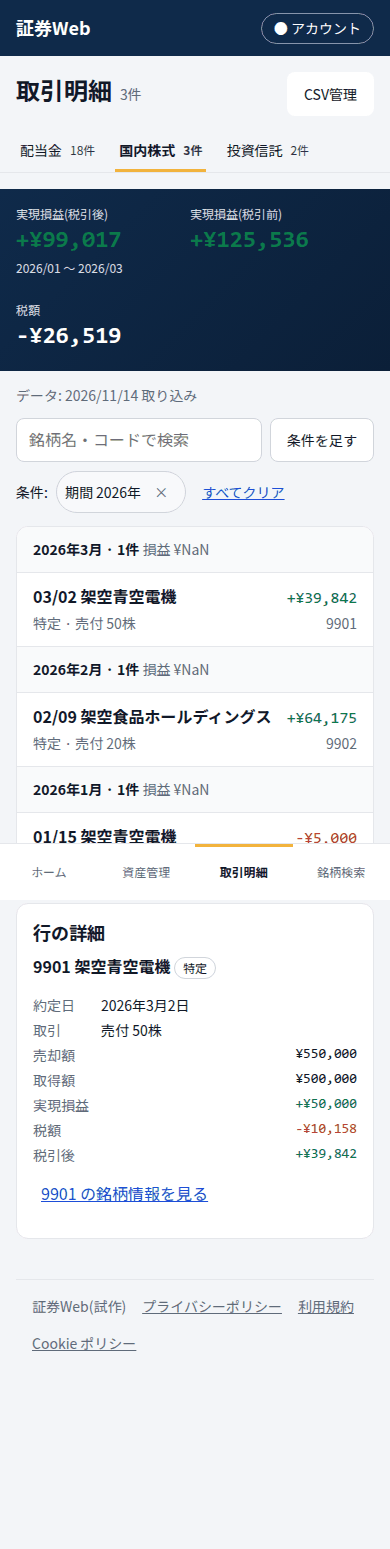 証券Web
アカウント
取引明細 3件
CSV管理
配当金 18件 国内株式 3件 投資信託 2件
実現損益(税引後) 実現損益(税引前)
+¥99,017 +¥125,536
2026/01 〜 2026/03
税額
-¥26,519
データ: 2026/11/14 取り込み
銘柄名・コードで検索 条件を足す
条件: 期間 2026年 × すべてクリア
2026年3月・1件 損益 ¥NaN
03/02 架空青空電機 +¥39,842
特定・売付 50株 9901
2026年2月・1件 損益 ¥NaN
02/09 架空食品ホールディングス +¥64,175
特定・売付 20株 9902
2026年1月・1件 損益 ¥NaN
01/15 架空青空電機 -¥5,000
ホーム 資産管理 取引明細 銘柄検索
行の詳細
9901 架空青空電機 特定
約定日 2026年3月2日
取引 売付 50株
売却額 ¥550,000
取得額 ¥500,000
実現損益 +¥50,000
税額 -¥10,158
税引後 +¥39,842
9901 の銘柄情報を見る
証券Web(試作) プライバシーポリシー 利用規約
Cookie ポリシー